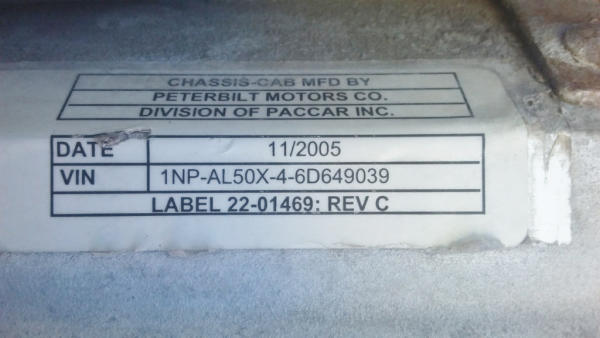 CHASSIS-CAB MFD BY
PETERBILT MOTORS CO.
DIVISION OF PACCAR INC.
DATE 11/2005
VIN 1NP-AL50X-4-6D649039
LABEL 22-01469: REV C